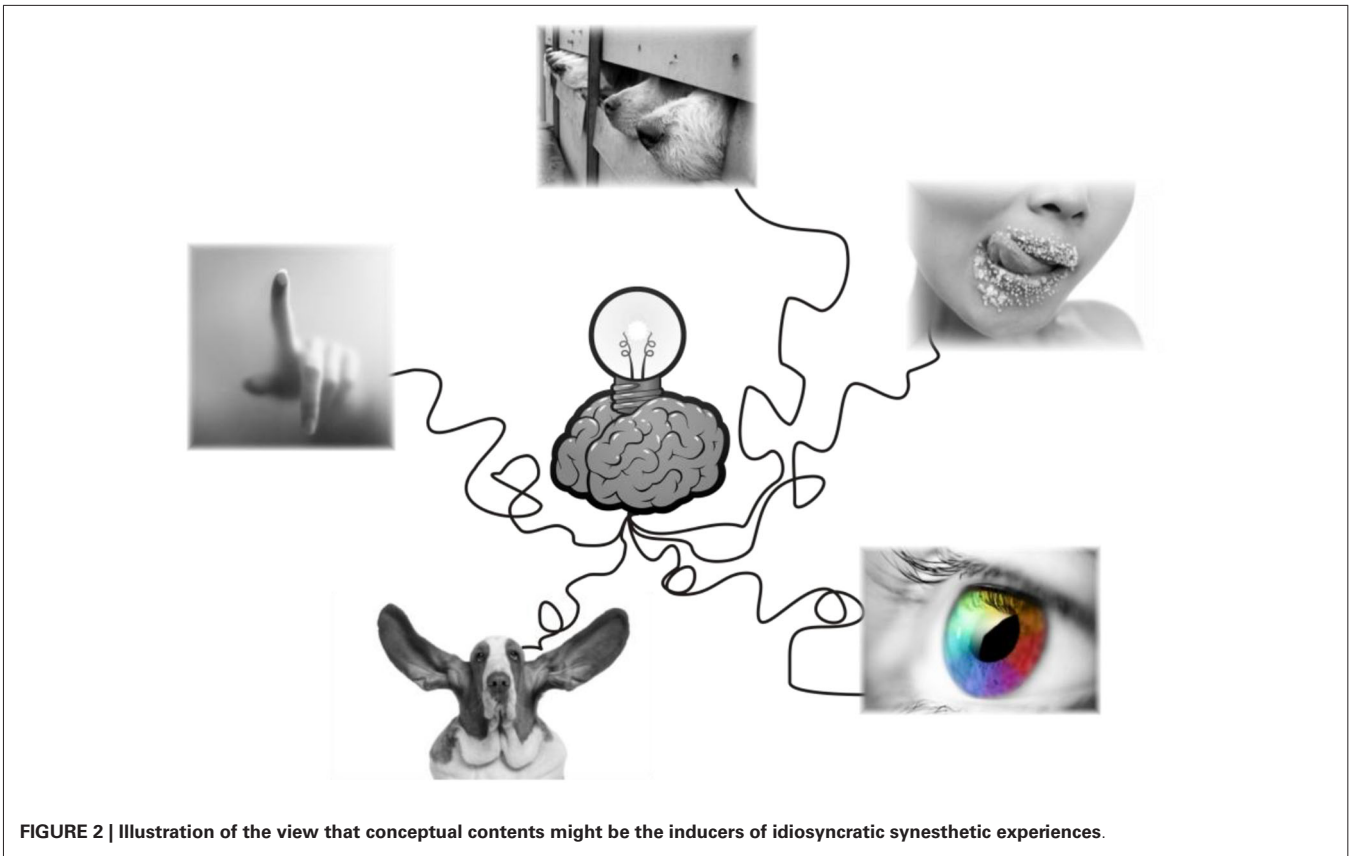 FIGURE 2 | Illustration of the view that conceptual contents might be the inducers of idiosyncratic synesthetic experiences.